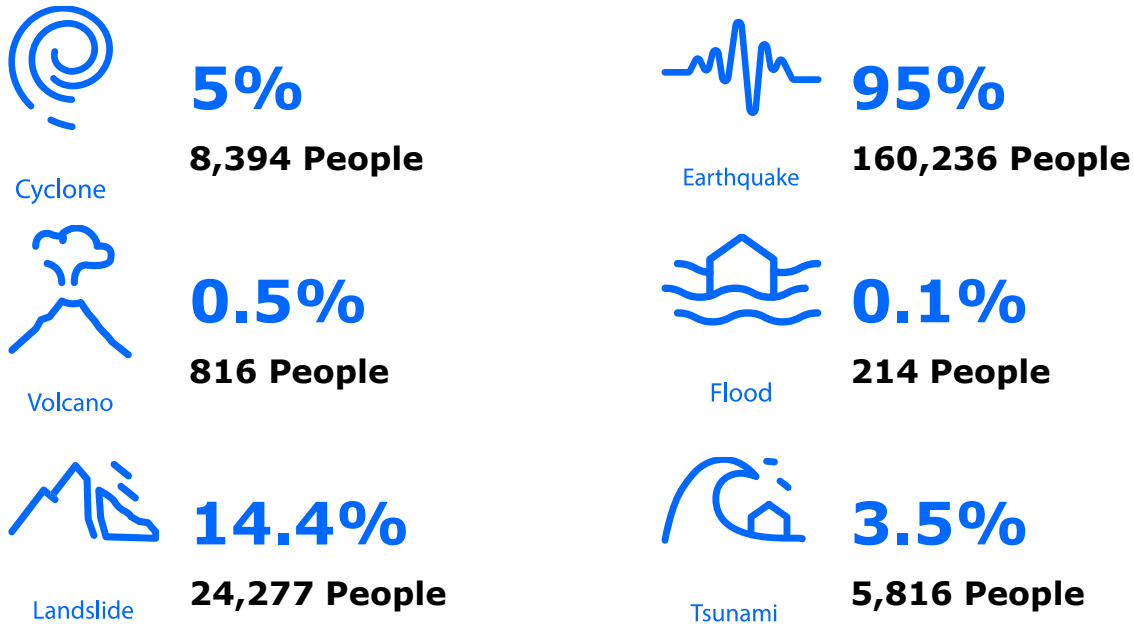 5%
8,394 People
Cyclone
95%
160,236 People
Earthquake
0.5%
816 People
Volcano
0.1%
214 People
Flood
14.4%
24,277 People
Landslide
3.5%
5,816 People
Tsunami